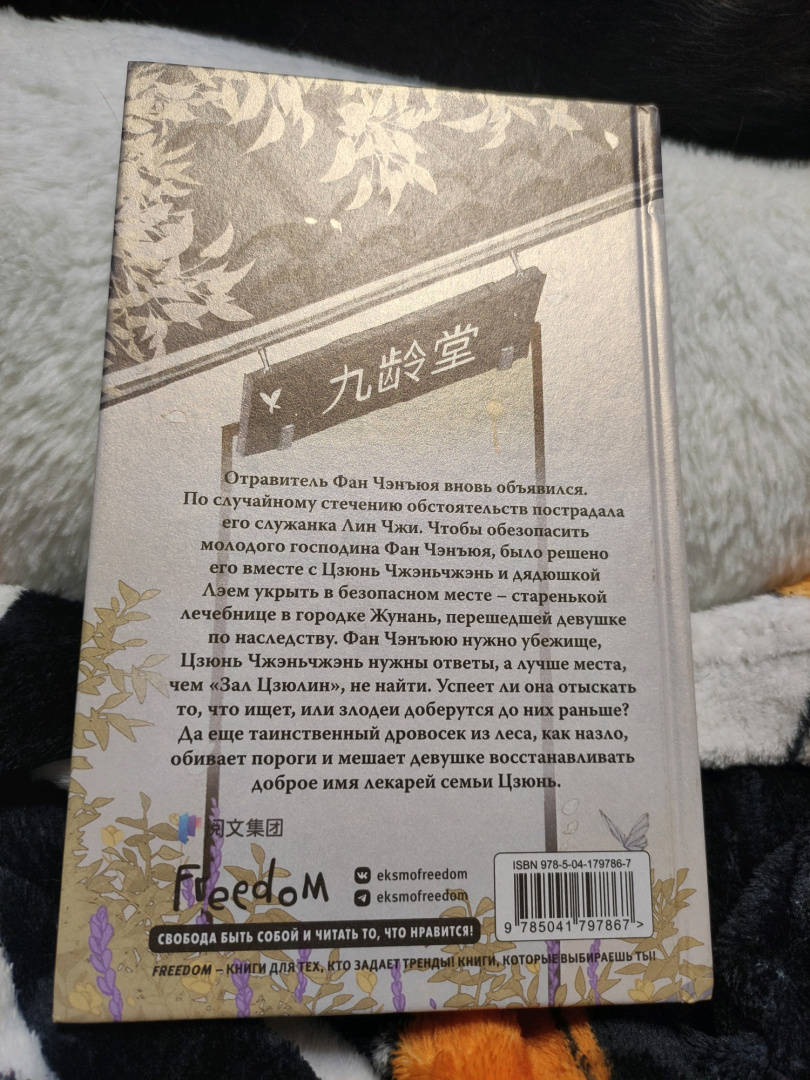 九龄堂
Отравитель Фан Чэнъюя вновь объявился.
По случайному стечению обстоятельств пострадала
его служанка Лин Чжи. Чтобы обезопасить
молодого господина Фан Чэнъюя, было решено
его вместе с Цзюнь Чжэньчжэнь и дядюшкой
Лэем укрыть в безопасном месте – старенькой
лечебнице в городке Жунань, перешедшей девушке
по наследству. Фан Чэнъюю нужно убежище,
Цзюнь Чжэньчжэнь нужны ответы, а лучше места,
чем «Зал Цзюлин», не найти. Успеет ли она отыскать
то, что ищет, или злодеи доберутся до них раньше?
Да еще таинственный дровосек из леса, как назло,
обивает пороги и мешает девушке восстанавливать
доброе имя лекарей семьи Цзюнь.
阅文集团
Freedom
eksmofreedom
eksmofreedom
СВОБОДА БЫТЬ СОБОЙ И ЧИТАТЬ ТО, ЧТО НРАВИТСЯ!
FREEDOM – КНИГИ ДЛЯ ТЕХ, КТО ЗАДАЕТ ТРЕНДЫ! КНИГИ, КОТОРЫЕ ВЫБИРАЕШЬ ТЫ!
ISBN 978-5-04-179786-7
9 785041 797867 >